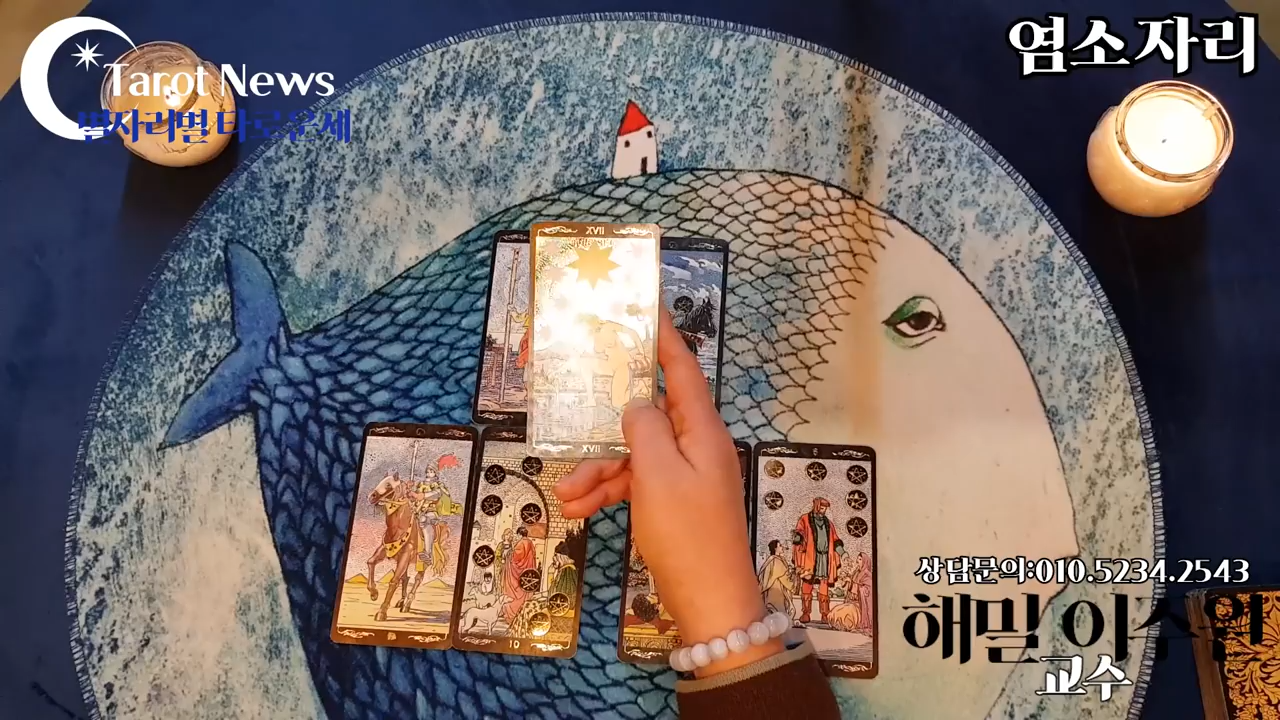 Tarot News
별자리별 타로운세
염소자리
XVII
XVII
10
상담문의:010.5234.2543
해밀 이주원
교수